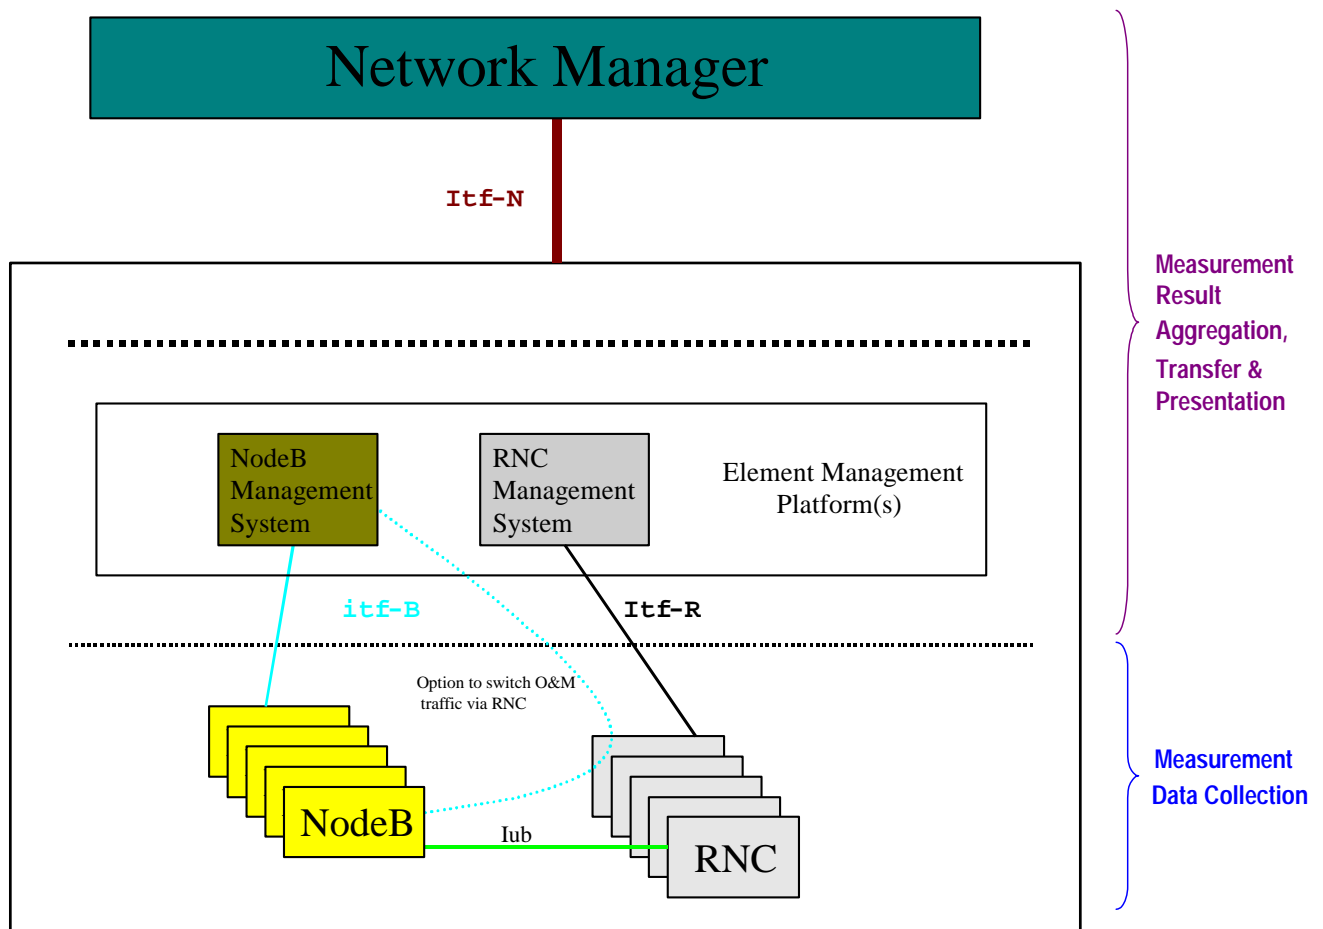 Network Manager
Itf-N
Measurement
Result
Aggregation,
Transfer &
Presentation
NodeB
Management
System
RNC
Management
System
Element Management
Platform(s)
itf-B
Itf-R
Option to switch O&M
traffic via RNC
Measurement
Data Collection
NodeB
Iub
RNC